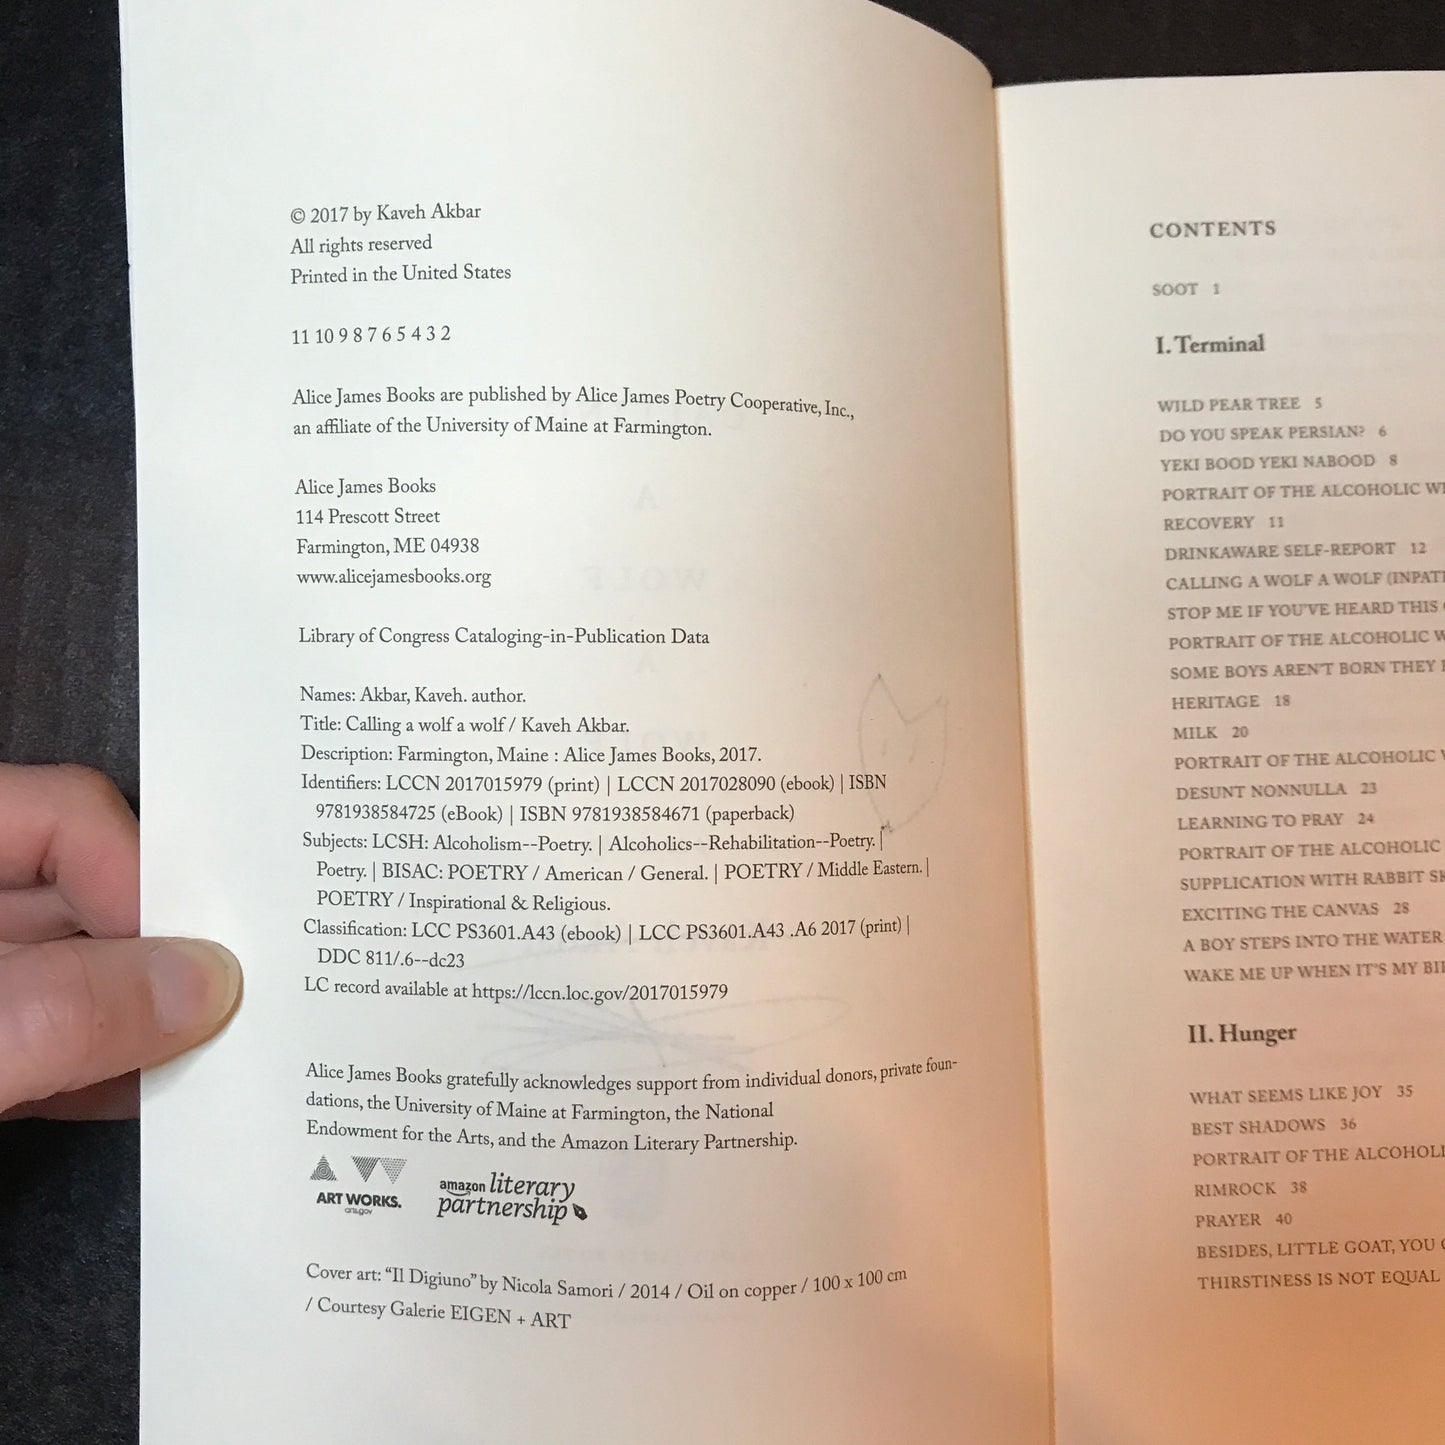 © 2017 by Kaveh Akbar
All rights reserved
Printed in the United States
11 10 9 8 7 6 5 4 3 2
Alice James Books are published by Alice James Poetry Cooperative, Inc.,
an affiliate of the University of Maine at Farmington.
Alice James Books
114 Prescott Street
Farmington, ME 04938
www.alicejamesbooks.org
Library of Congress Cataloging-in-Publication Data
Names: Akbar, Kaveh. author.
Title: Calling a wolf a wolf / Kaveh Akbar.
Description: Farmington, Maine : Alice James Books, 2017.
Identifiers: LCCN 2017015979 (print) | LCCN 2017028090 (ebook) | ISBN
9781938584725 (eBook) | ISBN 9781938584671 (paperback)
Subjects: LCSH: Alcoholism--Poetry. | Alcoholics--Rehabilitation--Poetry. |
Poetry. | BISAC: POETRY / American / General. | POETRY / Middle Eastern. |
POETRY / Inspirational & Religious.
Classification: LCC PS3601.A43 (ebook) | LCC PS3601.A43 .A6 2017 (print) |
DDC 811/.6--dc23
LC record available at https://lccn.loc.gov/2017015979
Alice James Books gratefully acknowledges support from individual donors, private foun-
dations, the University of Maine at Farmington, the National
Endowment for the Arts, and the Amazon Literary Partnership.
ART WORKS.
arts.gov
amazon literary
partnership
Cover art: “Il Digiuno” by Nicola Samori / 2014 / Oil on copper / 100 x 100 cm
/ Courtesy Galerie EIGEN + ART
CONTENTS
SOOT 1
I. Terminal
WILD PEAR TREE 5
DO YOU SPEAK PERSIAN? 6
YEKI BOOD YEKI NABOOD 8
PORTRAIT OF THE ALCOHOLIC
RECOVERY 11
DRINKAWARE SELF-REPORT 12
CALLING A WOLF A WOLF (INPATI
STOP ME IF YOU’VE HEARD THIS
PORTRAIT OF THE ALCOHOLIC W
SOME BOYS AREN’T BORN THEY
HERITAGE 18
MILK 20
PORTRAIT OF THE ALCOHOLIC
DESUNT NONNULLA 23
LEARNING TO PRAY 24
PORTRAIT OF THE ALCOHOLIC
SUPPLICATION WITH RABBIT SK
EXCITING THE CANVAS 28
A BOY STEPS INTO THE WATER
WAKE ME UP WHEN IT’S MY BI
II. Hunger
WHAT SEEMS LIKE JOY 35
BEST SHADOWS 36
PORTRAIT OF THE ALCOHOLI
RIMROCK 38
PRAYER 40
BESIDES, LITTLE GOAT, YOU
THIRSTINESS IS NOT EQUAL